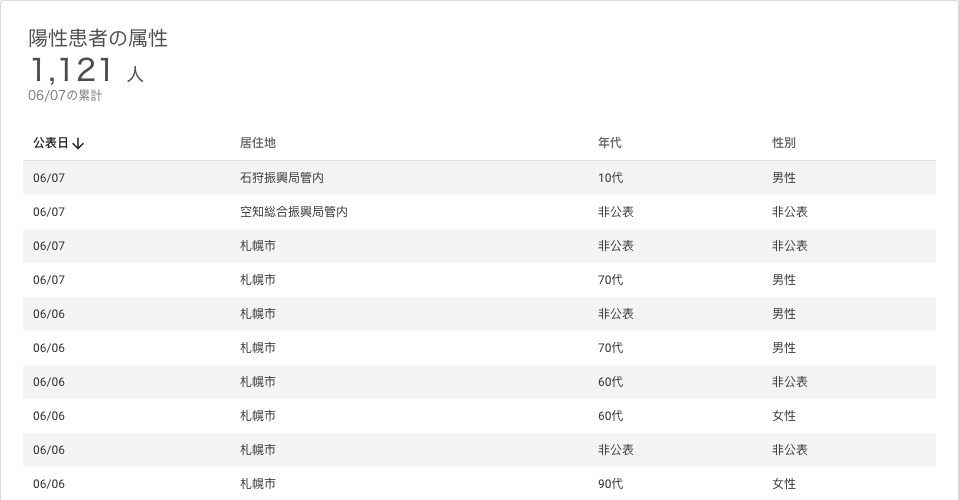 陽性患者の属性
1,121 人
06/07の累計
公表日↓ 居住地 年代 性別
06/07 石狩振興局管内 10代 男性
06/07 空知総合振興局管内 非公表 非公表
06/07 札幌市 非公表 非公表
06/07 札幌市 70代 男性
06/06 札幌市 非公表 男性
06/06 札幌市 70代 男性
06/06 札幌市 60代 非公表
06/06 札幌市 60代 女性
06/06 札幌市 非公表 非公表
06/06 札幌市 90代 女性